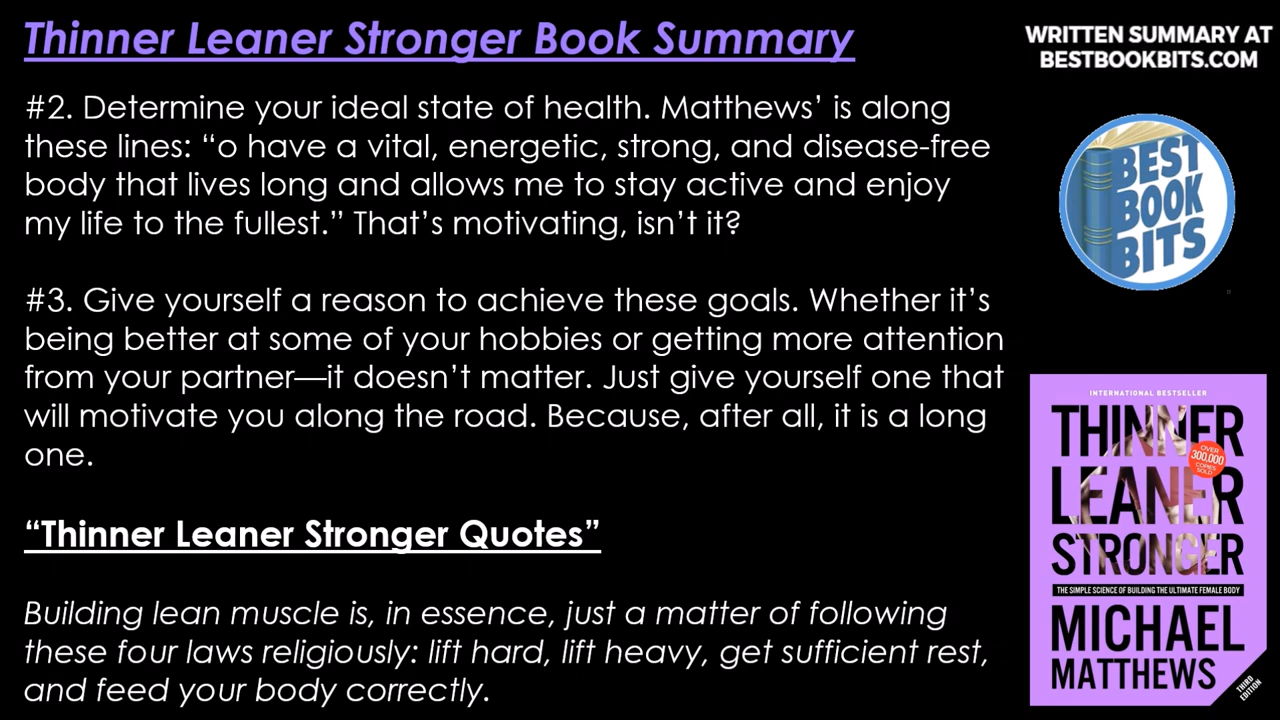 Thinner Leaner Stronger Book Summary
#2. Determine your ideal state of health. Matthews’ is along
these lines: “o have a vital, energetic, strong, and disease-free
body that lives long and allows me to stay active and enjoy
my life to the fullest.” That’s motivating, isn’t it?
#3. Give yourself a reason to achieve these goals. Whether it’s
being better at some of your hobbies or getting more attention
from your partner—it doesn’t matter. Just give yourself one that
will motivate you along the road. Because, after all, it is a long
one.
“Thinner Leaner Stronger Quotes”
Building lean muscle is, in essence, just a matter of following
these four laws religiously: lift hard, lift heavy, get sufficient rest,
and feed your body correctly.
WRITTEN SUMMARY AT
BESTBOOKBITS.COM
BEST
BOOK
BITS
INTERNATIONAL BESTSELLER
THINNER
OVER
300,000
COPIES
SOLD
LEANER
STRONGER
THE SIMPLE SCIENCE OF BUILDING THE ULTIMATE FEMALE BODY
MICHAEL
MATTHEWS
THIRD
EDITION